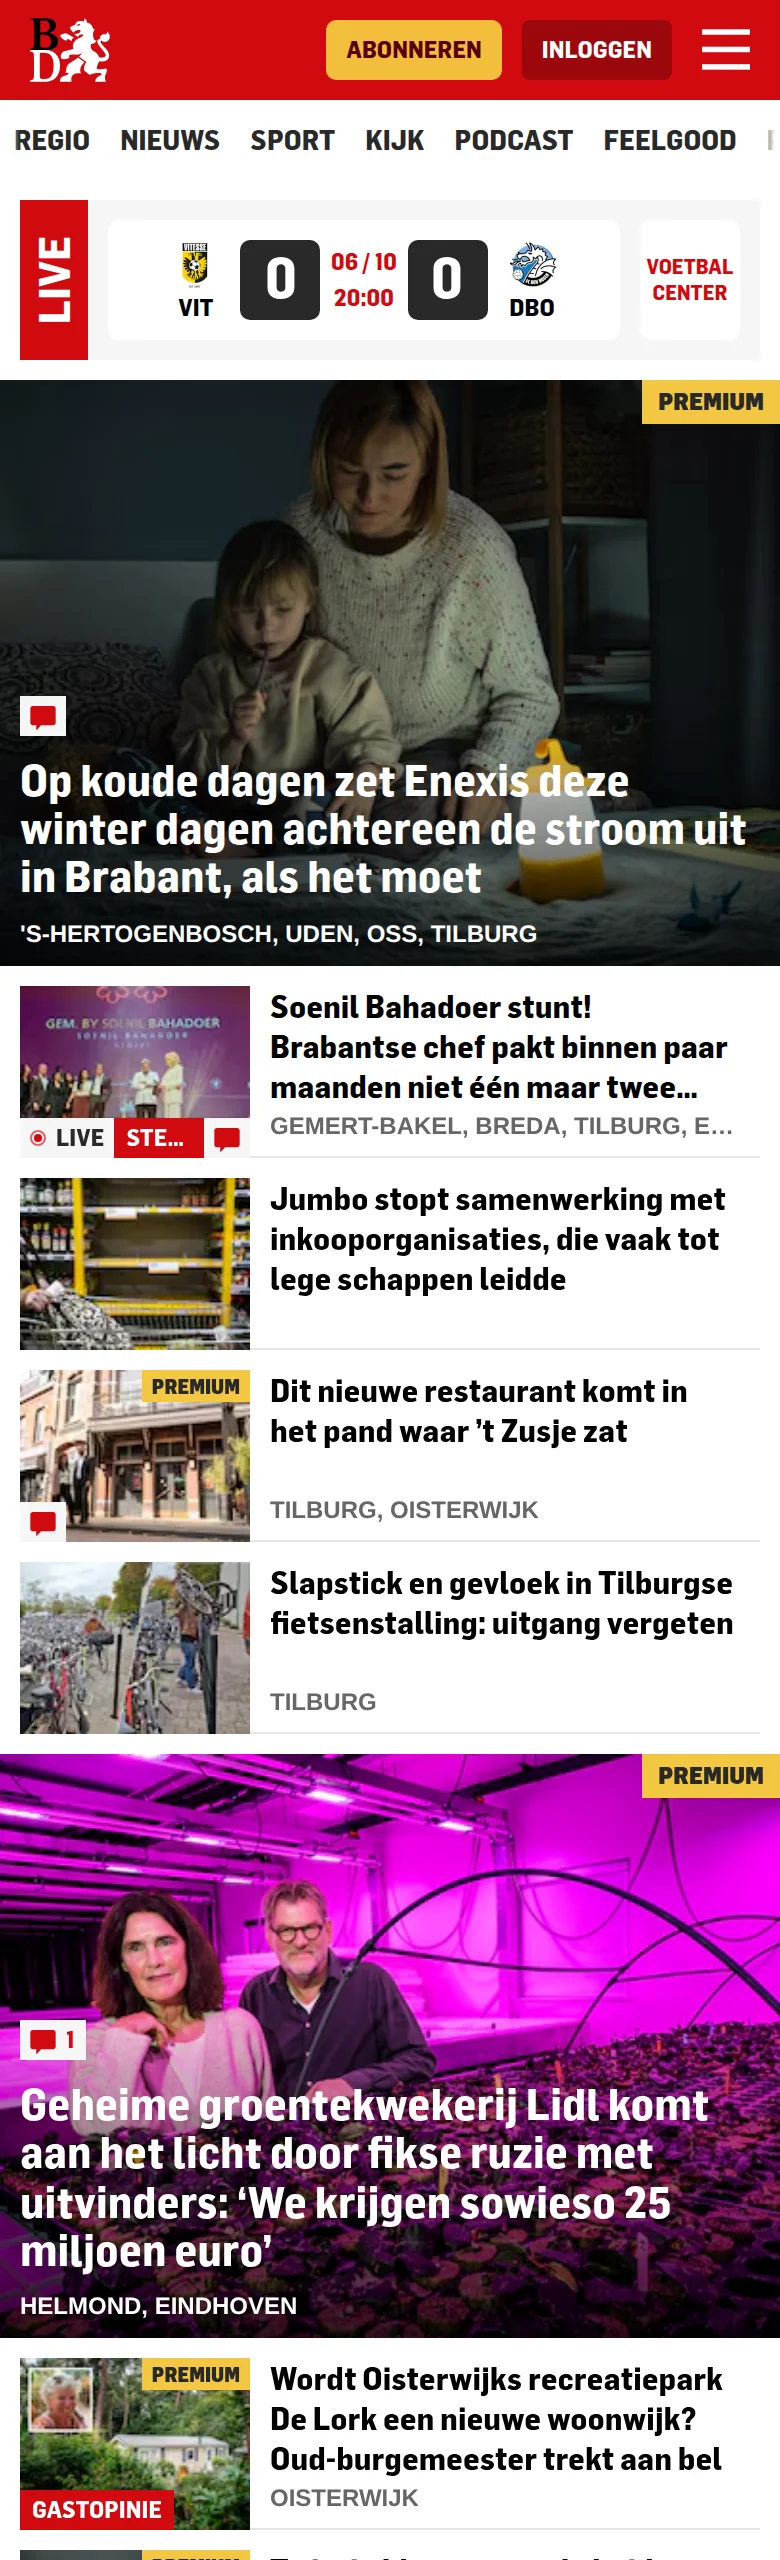 BD
ABONNEREN
INLOGGEN
REGIO NIEUWS SPORT KIJK PODCAST FEELGOOD
LIVE
VITESSE
VIT
0
06 / 10
20:00
0
DBO
VOETBAL
CENTER
PREMIUM
Op koude dagen zet Enexis deze
winter dagen achtereen de stroom uit
in Brabant, als het moet
'S-HERTOGENBOSCH, UDEN, OSS, TILBURG
GEM. BY SOENIL BAHADOER
SOENIL BAHADOER
LIVE
STE...
Soenil Bahadoer stunt!
Brabantse chef pakt binnen paar
maanden niet één maar twee...
GEMERT-BAKEL, BREDA, TILBURG, E...
Jumbo stopt samenwerking met
inkooporganisaties, die vaak tot
lege schappen leidde
PREMIUM
Dit nieuwe restaurant komt in
het pand waar ’t Zusje zat
TILBURG, OISTERWIJK
Slapstick en gevloek in Tilburgse
fietsenstalling: uitgang vergeten
TILBURG
PREMIUM
1
Geheime groentekwekerij Lidl komt
aan het licht door fikse ruzie met
uitvinders: ‘We krijgen sowieso 25
miljoen euro’
HELMOND, EINDHOVEN
PREMIUM
GASTOPINIE
Wordt Oisterwijks recreatiepark
De Lork een nieuwe woonwijk?
Oud-burgemeester trekt aan bel
OISTERWIJK
PREMIUM